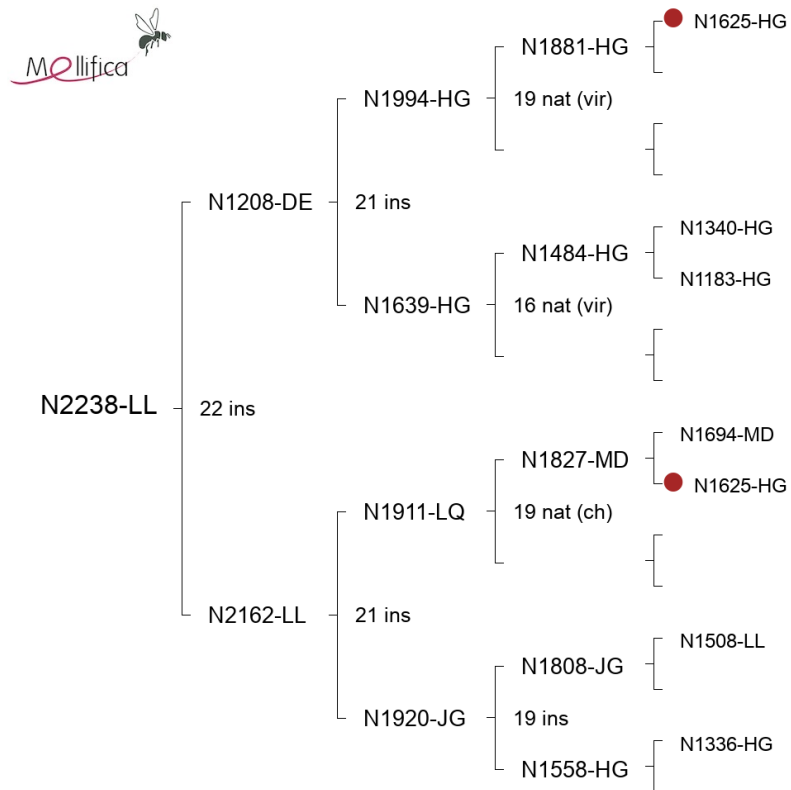 Mellifica
N1625-HG
N1881-HG
N1994-HG
19 nat (vir)
N1208-DE
21 ins
N1340-HG
N1484-HG
N1183-HG
N1639-HG
16 nat (vir)
N2238-LL
22 ins
N1694-MD
N1827-MD
N1625-HG
N1911-LQ
19 nat (ch)
N2162-LL
21 ins
N1508-LL
N1808-JG
N1920-JG
19 ins
N1336-HG
N1558-HG